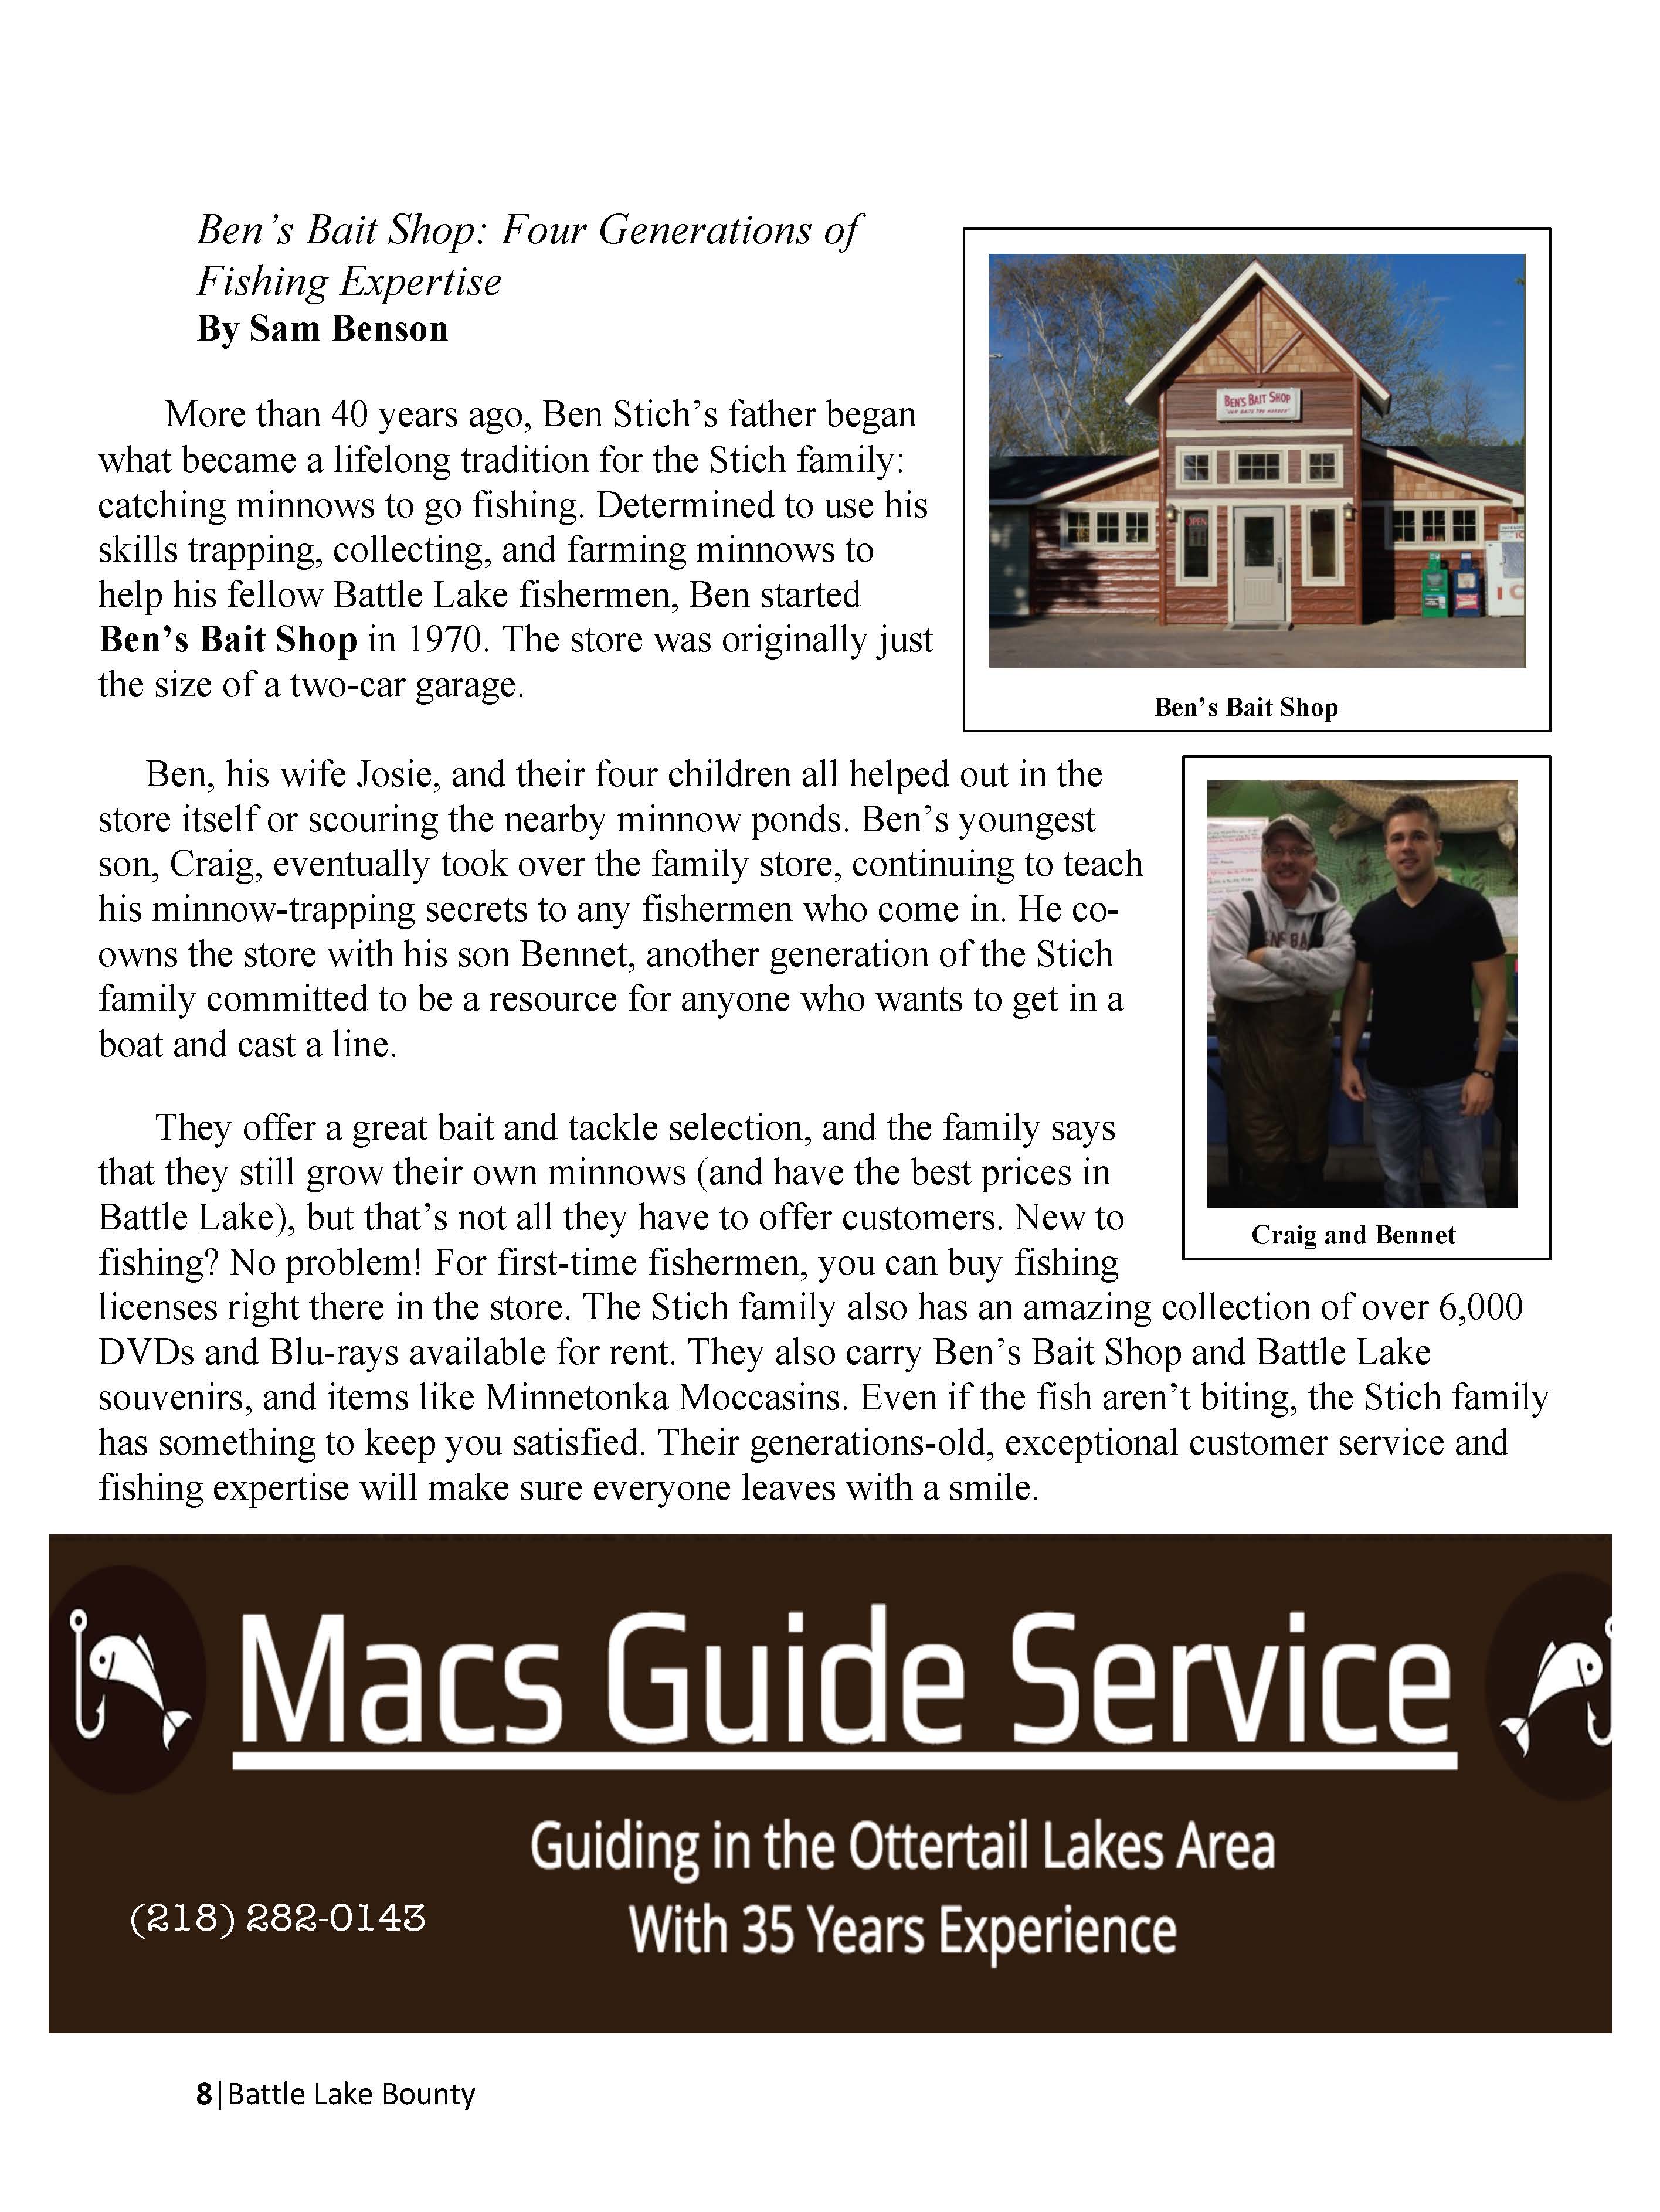 Ben’s Bait Shop: Four Generations of
Fishing Expertise
By Sam Benson
More than 40 years ago, Ben Stich’s father began
what became a lifelong tradition for the Stich family:
catching minnows to go fishing. Determined to use his
skills trapping, collecting, and farming minnows to
help his fellow Battle Lake fishermen, Ben started
Ben’s Bait Shop in 1970. The store was originally just
the size of a two-car garage.
BEN'S BAIT SHOP
OPEN
Ben’s Bait Shop
Ben, his wife Josie, and their four children all helped out in the
store itself or scouring the nearby minnow ponds. Ben’s youngest
son, Craig, eventually took over the family store, continuing to teach
his minnow-trapping secrets to any fishermen who come in. He co-
owns the store with his son Bennet, another generation of the Stich
family committed to be a resource for anyone who wants to get in a
boat and cast a line.
Craig and Bennet
They offer a great bait and tackle selection, and the family says
that they still grow their own minnows (and have the best prices in
Battle Lake), but that’s not all they have to offer customers. New to
fishing? No problem! For first-time fishermen, you can buy fishing
licenses right there in the store. The Stich family also has an amazing collection of over 6,000
DVDs and Blu-rays available for rent. They also carry Ben’s Bait Shop and Battle Lake
souvenirs, and items like Minnetonka Moccasins. Even if the fish aren’t biting, the Stich family
has something to keep you satisfied. Their generations-old, exceptional customer service and
fishing expertise will make sure everyone leaves with a smile.
Macs Guide Service
Guiding in the Ottertail Lakes Area
With 35 Years Experience
(218) 282-0143
8|Battle Lake Bounty